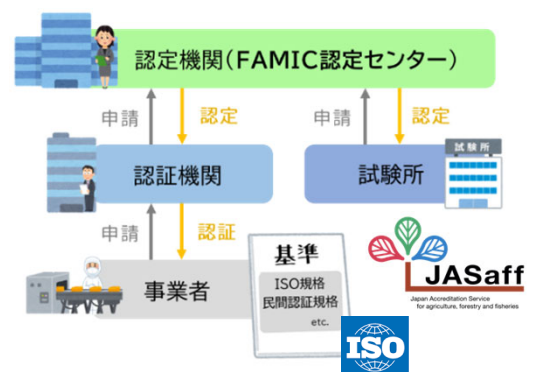 認定機関(FAMIC認定センター)
申請
認定
申請
認定
試験所
認証機関
試験所
申請
認証
基準
ISO規格
民間認証規格
etc.
事業者
JASaff
Japan Accreditation Service
for agriculture, forestry and fisheries
ISO